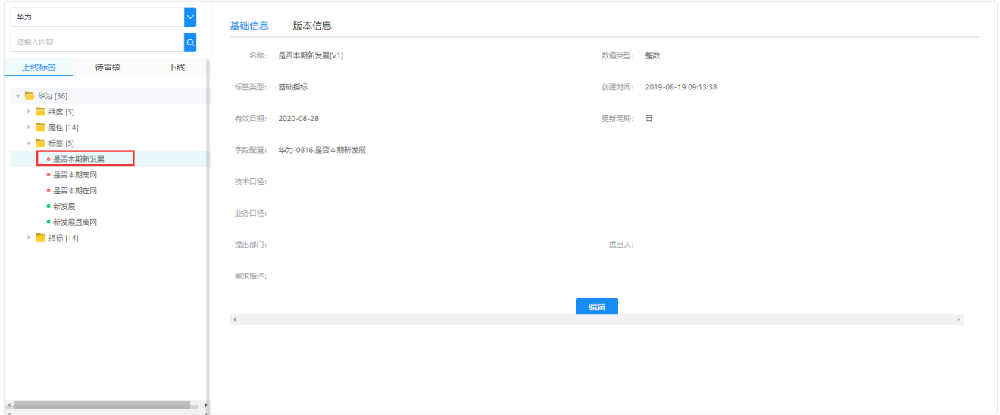 华为
请输入内容
上线标签 待审核 下线
华为 [36]
维度 [3]
属性 [14]
标签 [5]
是否本期新发展
是否本期离网
是否本期在网
新发展
新发展且离网
指标 [14]
基础信息 版本信息
名称: 是否本期新发展[V1] 数值类型: 整数
标签类型: 基础指标 创建时间: 2019-08-19 09:13:38
有效日期: 2020-08-28 更新周期: 日
字段配置: 华为-0816.是否本期新发展
技术口径:
业务口径:
提出部门: 提出人:
需求描述:
编辑